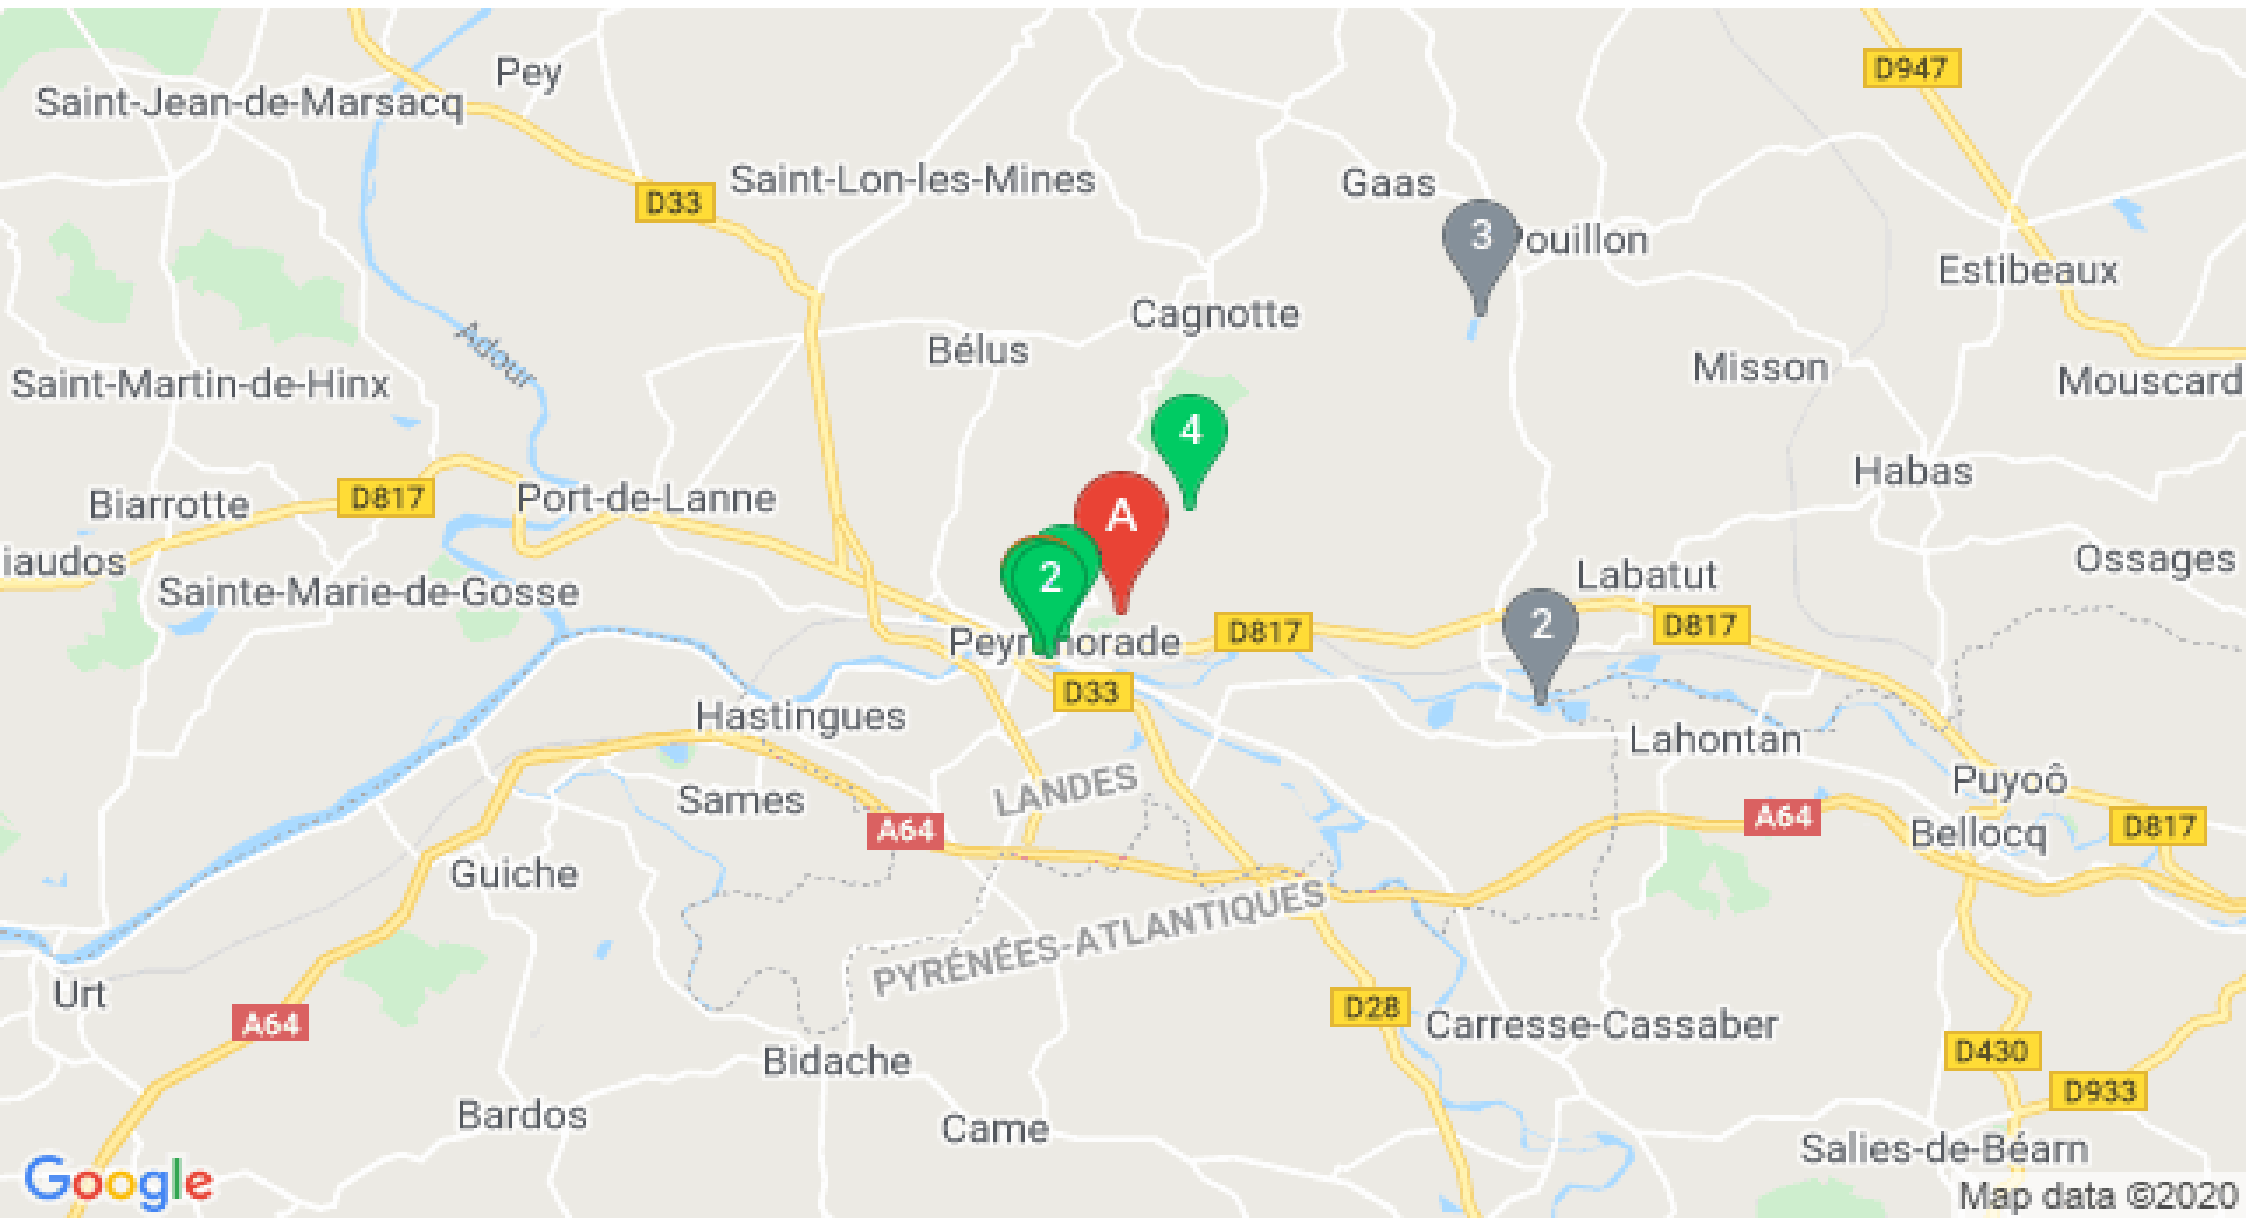 Pey
D947
Saint-Jean-de-Marsacq
Saint-Lon-les-Mines
Gaas
D33
3
ouillon
Estibeaux
Cagnotte
Adour
Bélus
Misson
Saint-Martin-de-Hinx
Mouscard
4
Habas
D817
Port-de-Lanne
Biarrotte
A
iaudos
Ossages
2
Labatut
Sainte-Marie-de-Gosse
2
D817
D817
Peyrehorade
D33
Hastingues
Lahontan
LANDES
Puyoô
Sames
A64
A64
D817
Bellocq
Guiche
PYRÉNÉES-ATLANTIQUES
Urt
D28
A64
Carresse-Cassaber
D430
Bidache
D933
Bardos
Came
Salies-de-Béarn
Google
Map data ©2020